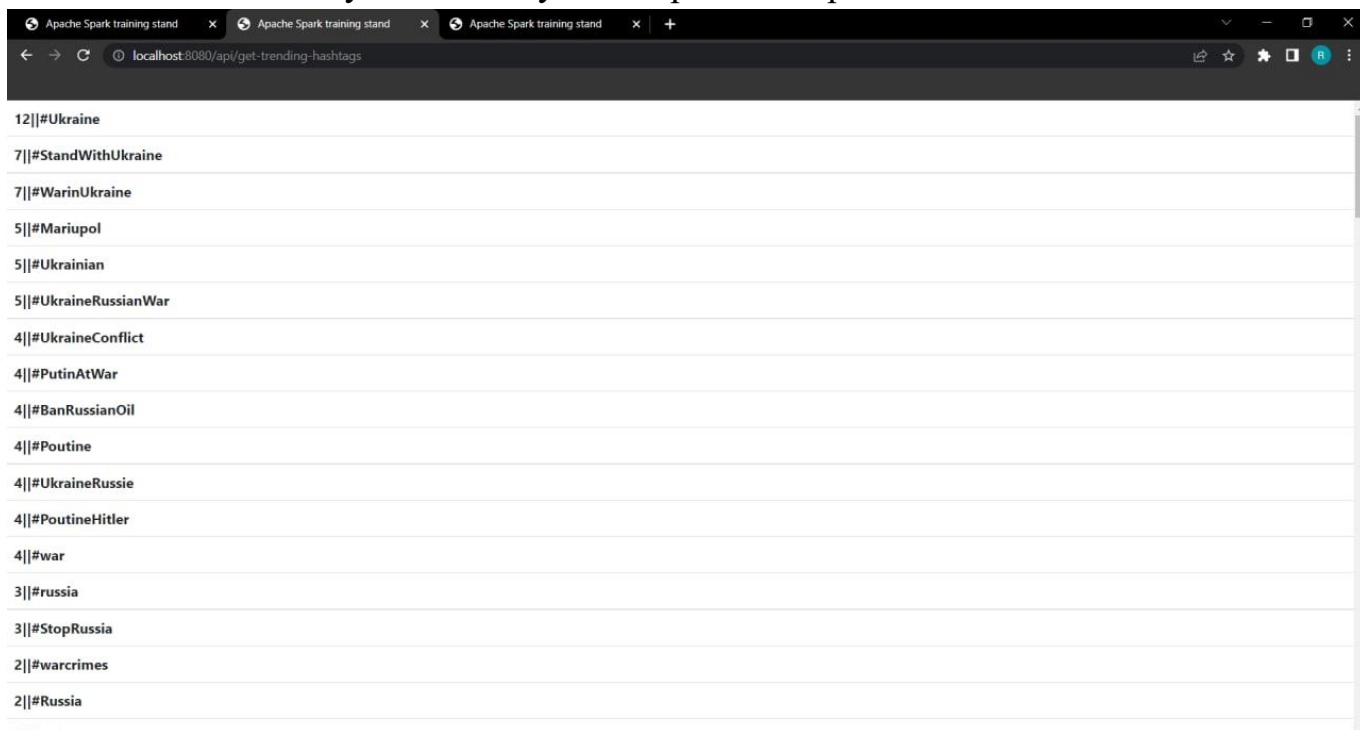 Apache Spark training stand
Apache Spark training stand
Apache Spark training stand
localhost:8080/api/get-trending-hashtags
R
12||#Ukraine
7||#StandWithUkraine
7||#WarinUkraine
5||#Mariupol
5||#Ukrainian
5||#UkraineRussianWar
4||#UkraineConflict
4||#PutinAtWar
4||#BanRussianOil
4||#Poutine
4||#UkraineRussie
4||#PoutineHitler
4||#war
3||#russia
3||#StopRussia
2||#warcrimes
2||#Russia